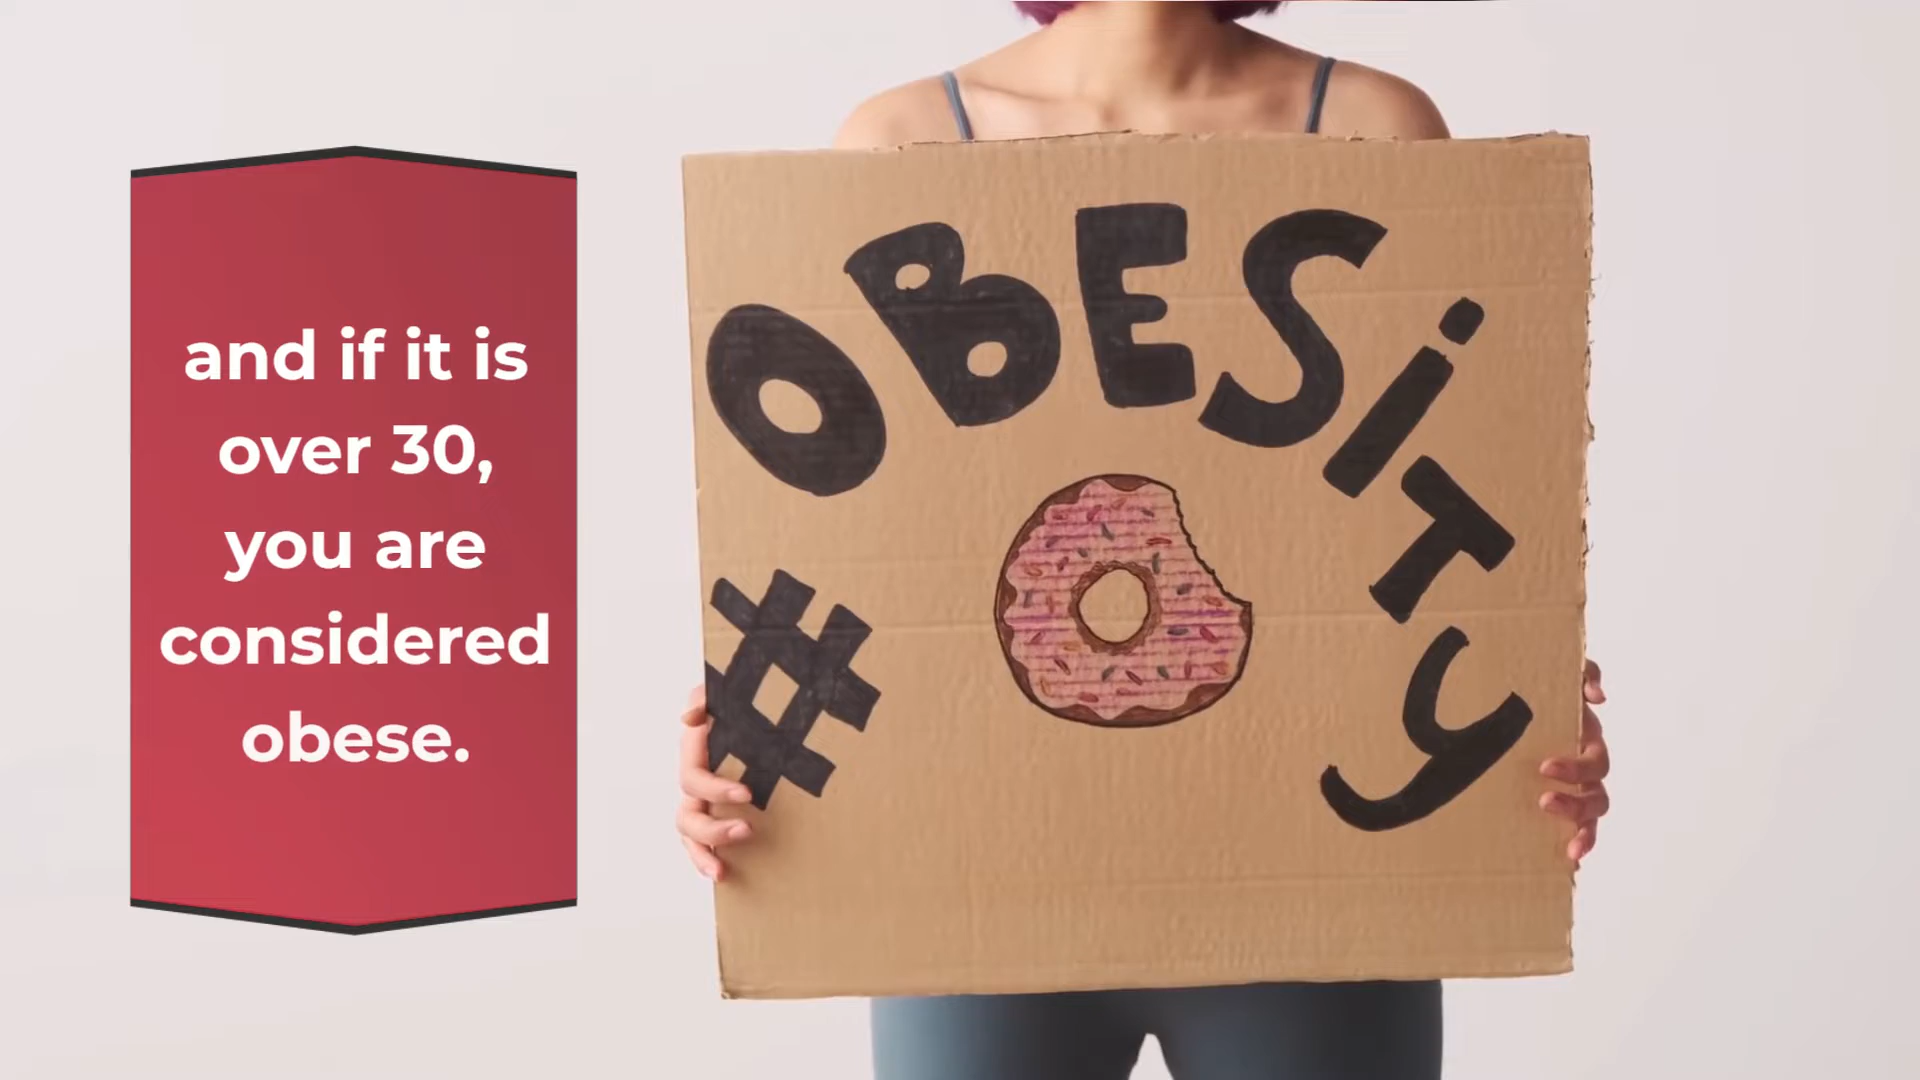 and if it is
over 30,
you are
considered
obese.
#OBESiTy